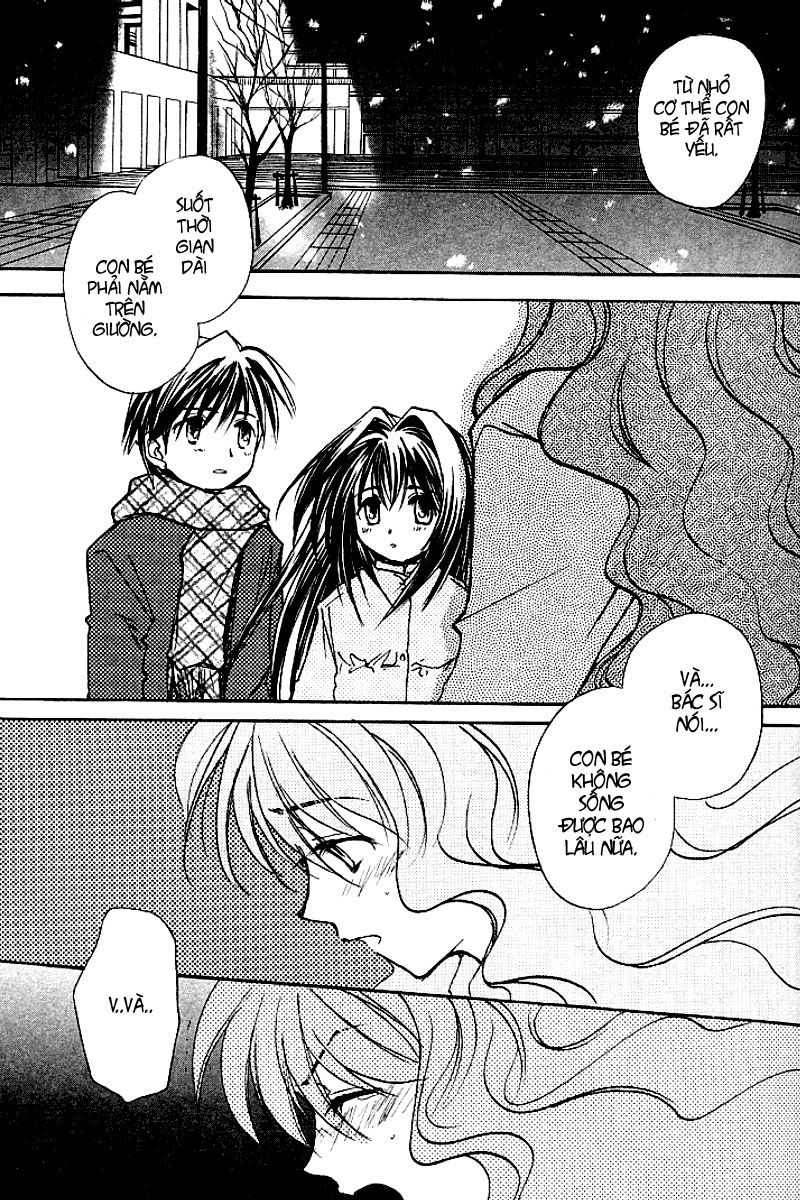 TỪ NHỎ
CƠ THỂ CON
BÉ ĐÃ RẤT
YẾU.
SUỐT
THỜI
GIAN
DÀI
CON BÉ
PHẢI NẰM
TRÊN
GIƯỜNG.
VÀ...
BÁC SĨ
NÓI...
CON BÉ
KHÔNG
SỐNG
ĐƯỢC BAO
LÂU NỮA.
V..VÀ..